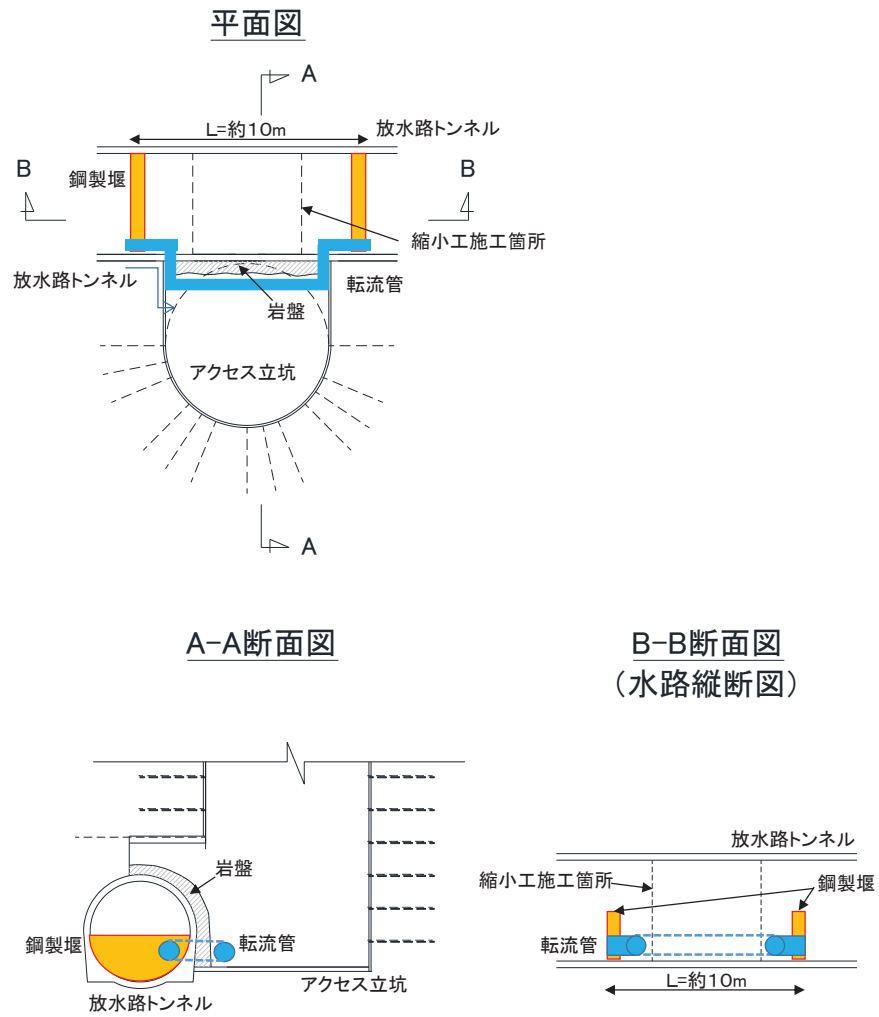 平面図
A
L=約10m
放水路トンネル
B
B
鋼製堰
縮小工施工箇所
放水路トンネル
転流管
岩盤
アクセス立坑
A
A-A断面図
B-B断面図
(水路縦断図)
放水路トンネル
岩盤
縮小工施工箇所
鋼製堰
鋼製堰
転流管
転流管
アクセス立坑
L=約10m
放水路トンネル